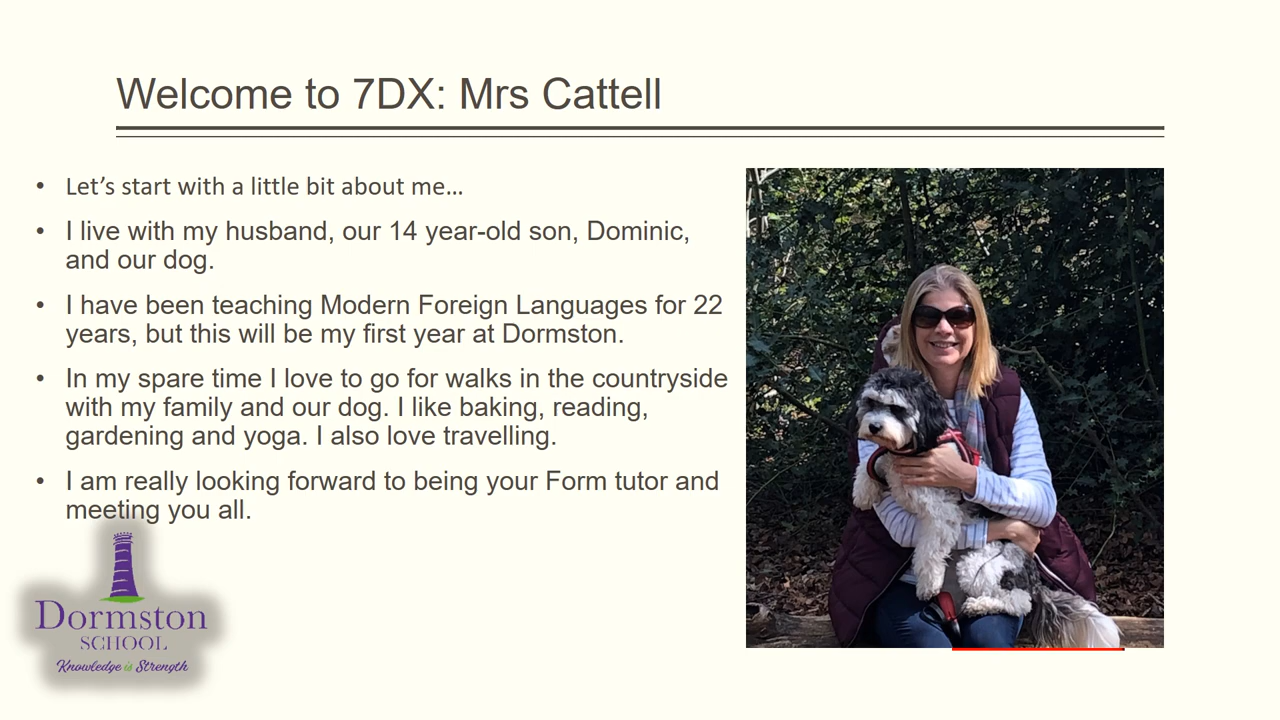 Welcome to 7DX: Mrs Cattell
• Let’s start with a little bit about me…
• I live with my husband, our 14 year-old son, Dominic,
and our dog.
• I have been teaching Modern Foreign Languages for 22
years, but this will be my first year at Dormston.
• In my spare time I love to go for walks in the countryside
with my family and our dog. I like baking, reading,
gardening and yoga. I also love travelling.
• I am really looking forward to being your Form tutor and
meeting you all.
Dormston
SCHOOL
Knowledge is Strength